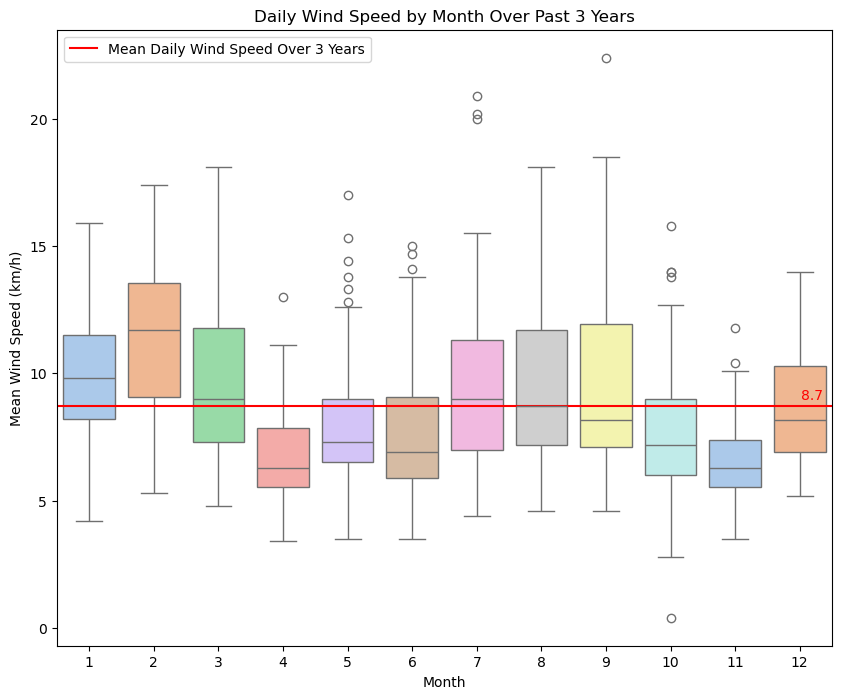 Daily Wind Speed by Month Over Past 3 Years
Mean Daily Wind Speed Over 3 Years
Mean Wind Speed (km/h)
20
15
10
5
0
8.7
1 2 3 4 5 6 7 8 9 10 11 12
Month